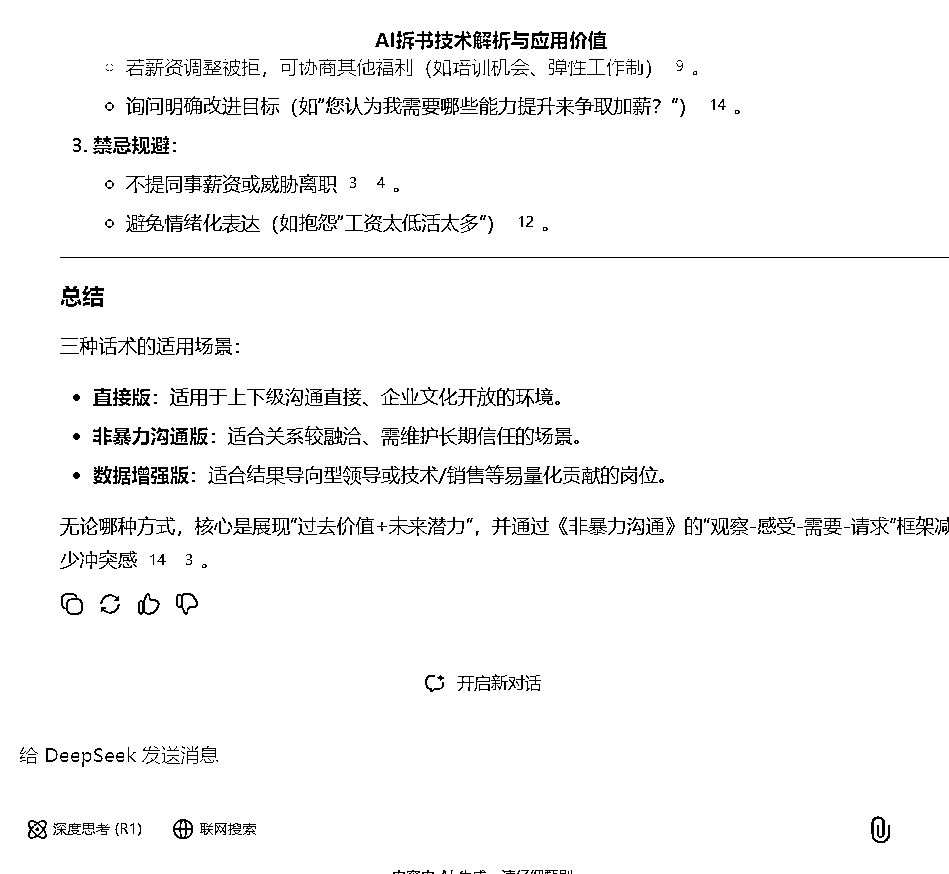 AI拆书技术解析与应用价值
若薪资调整被拒，可协商其他福利（如培训机会、弹性工作制） 9 。
询问明确改进目标（如"您认为我需要哪些能力提升来争取加薪？"） 14 。
3. 禁忌规避：
不提同事薪资或威胁离职 3 4 。
避免情绪化表达（如抱怨"工资太低活太多"） 12 。
总结
三种话术的适用场景：
• 直接版：适用于上下级沟通直接、企业文化开放的环境。
• 非暴力沟通版：适合关系较融洽、需维护长期信任的场景。
• 数据增强版：适合结果导向型领导或技术/销售等易量化贡献的岗位。
无论哪种方式，核心是展现"过去价值+未来潜力"，并通过《非暴力沟通》的"观察-感受-需要-请求"框架减
少冲突感 14 3 。
开启新对话
给 DeepSeek 发送消息
深度思考 (R1) 联网搜索